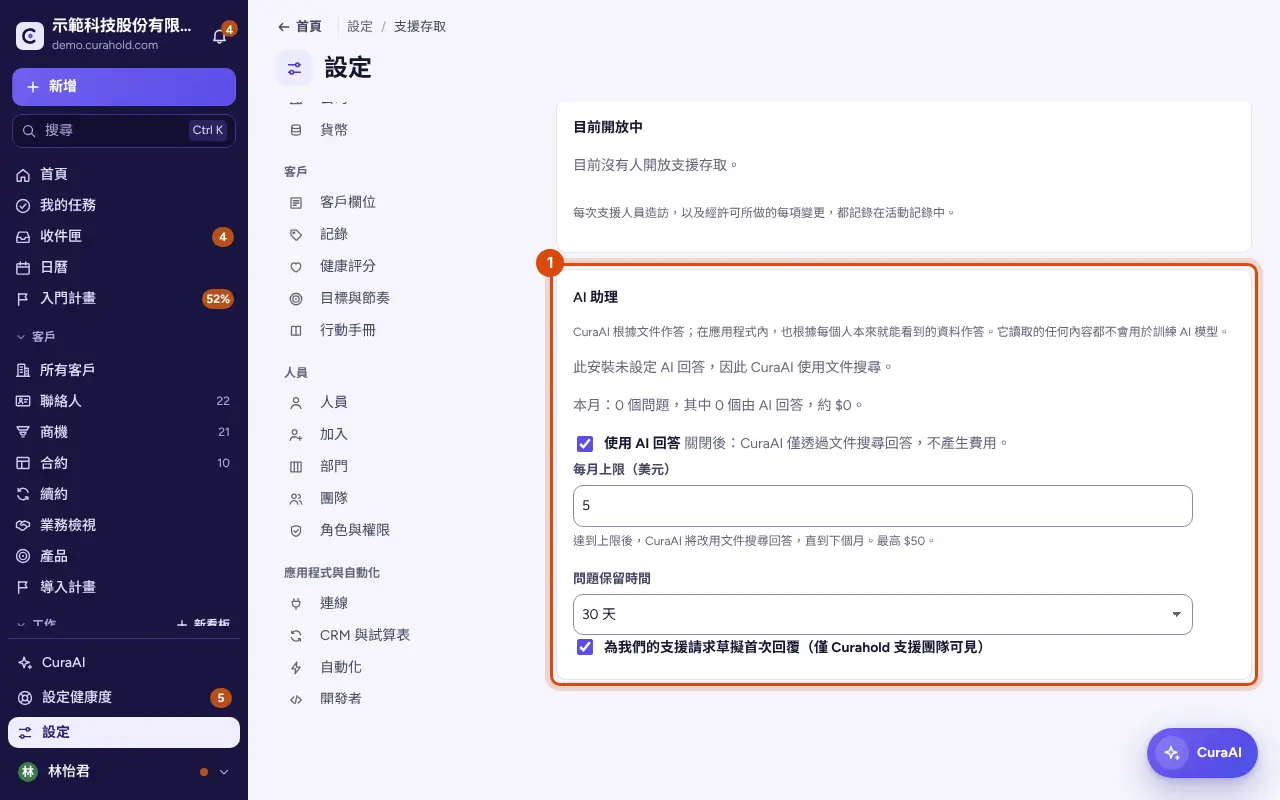 示範科技股份有限...
demo.curahold.com
4
新增
搜尋
Ctrl K
首頁
我的任務
收件匣
4
日曆
入門計畫
52%
客戶
所有客戶
聯絡人
22
商機
21
合約
10
續約
業務檢視
產品
導入計畫
工作
新看板
CuraAI
設定健康度
5
設定
林
林怡君
首頁
設定 / 支援存取
設定
貨幣
客戶
客戶欄位
記錄
健康評分
目標與節奏
行動手冊
人員
人員
加入
部門
團隊
角色與權限
應用程式與自動化
連線
CRM 與試算表
自動化
開發者
目前開放中
目前沒有人開放支援存取。
每次支援人員造訪，以及經許可所做的每項變更，都記錄在活動記錄中。
1
AI 助理
CuraAI 根據文件作答；在應用程式內，也根據每個人本來就能看到的資料作答。它讀取的任何內容都不會用於訓練 AI 模型。
此安裝未設定 AI 回答，因此 CuraAI 使用文件搜尋。
本月：0 個問題，其中 0 個由 AI 回答，約 $0。
使用 AI 回答 關閉後：CuraAI 僅透過文件搜尋回答，不產生費用。
每月上限（美元）
5
達到上限後，CuraAI 將改用文件搜尋回答，直到下個月。最高 $50。
問題保留時間
30 天
為我們的支援請求草擬首次回覆（僅 Curahold 支援團隊可見）
CuraAI